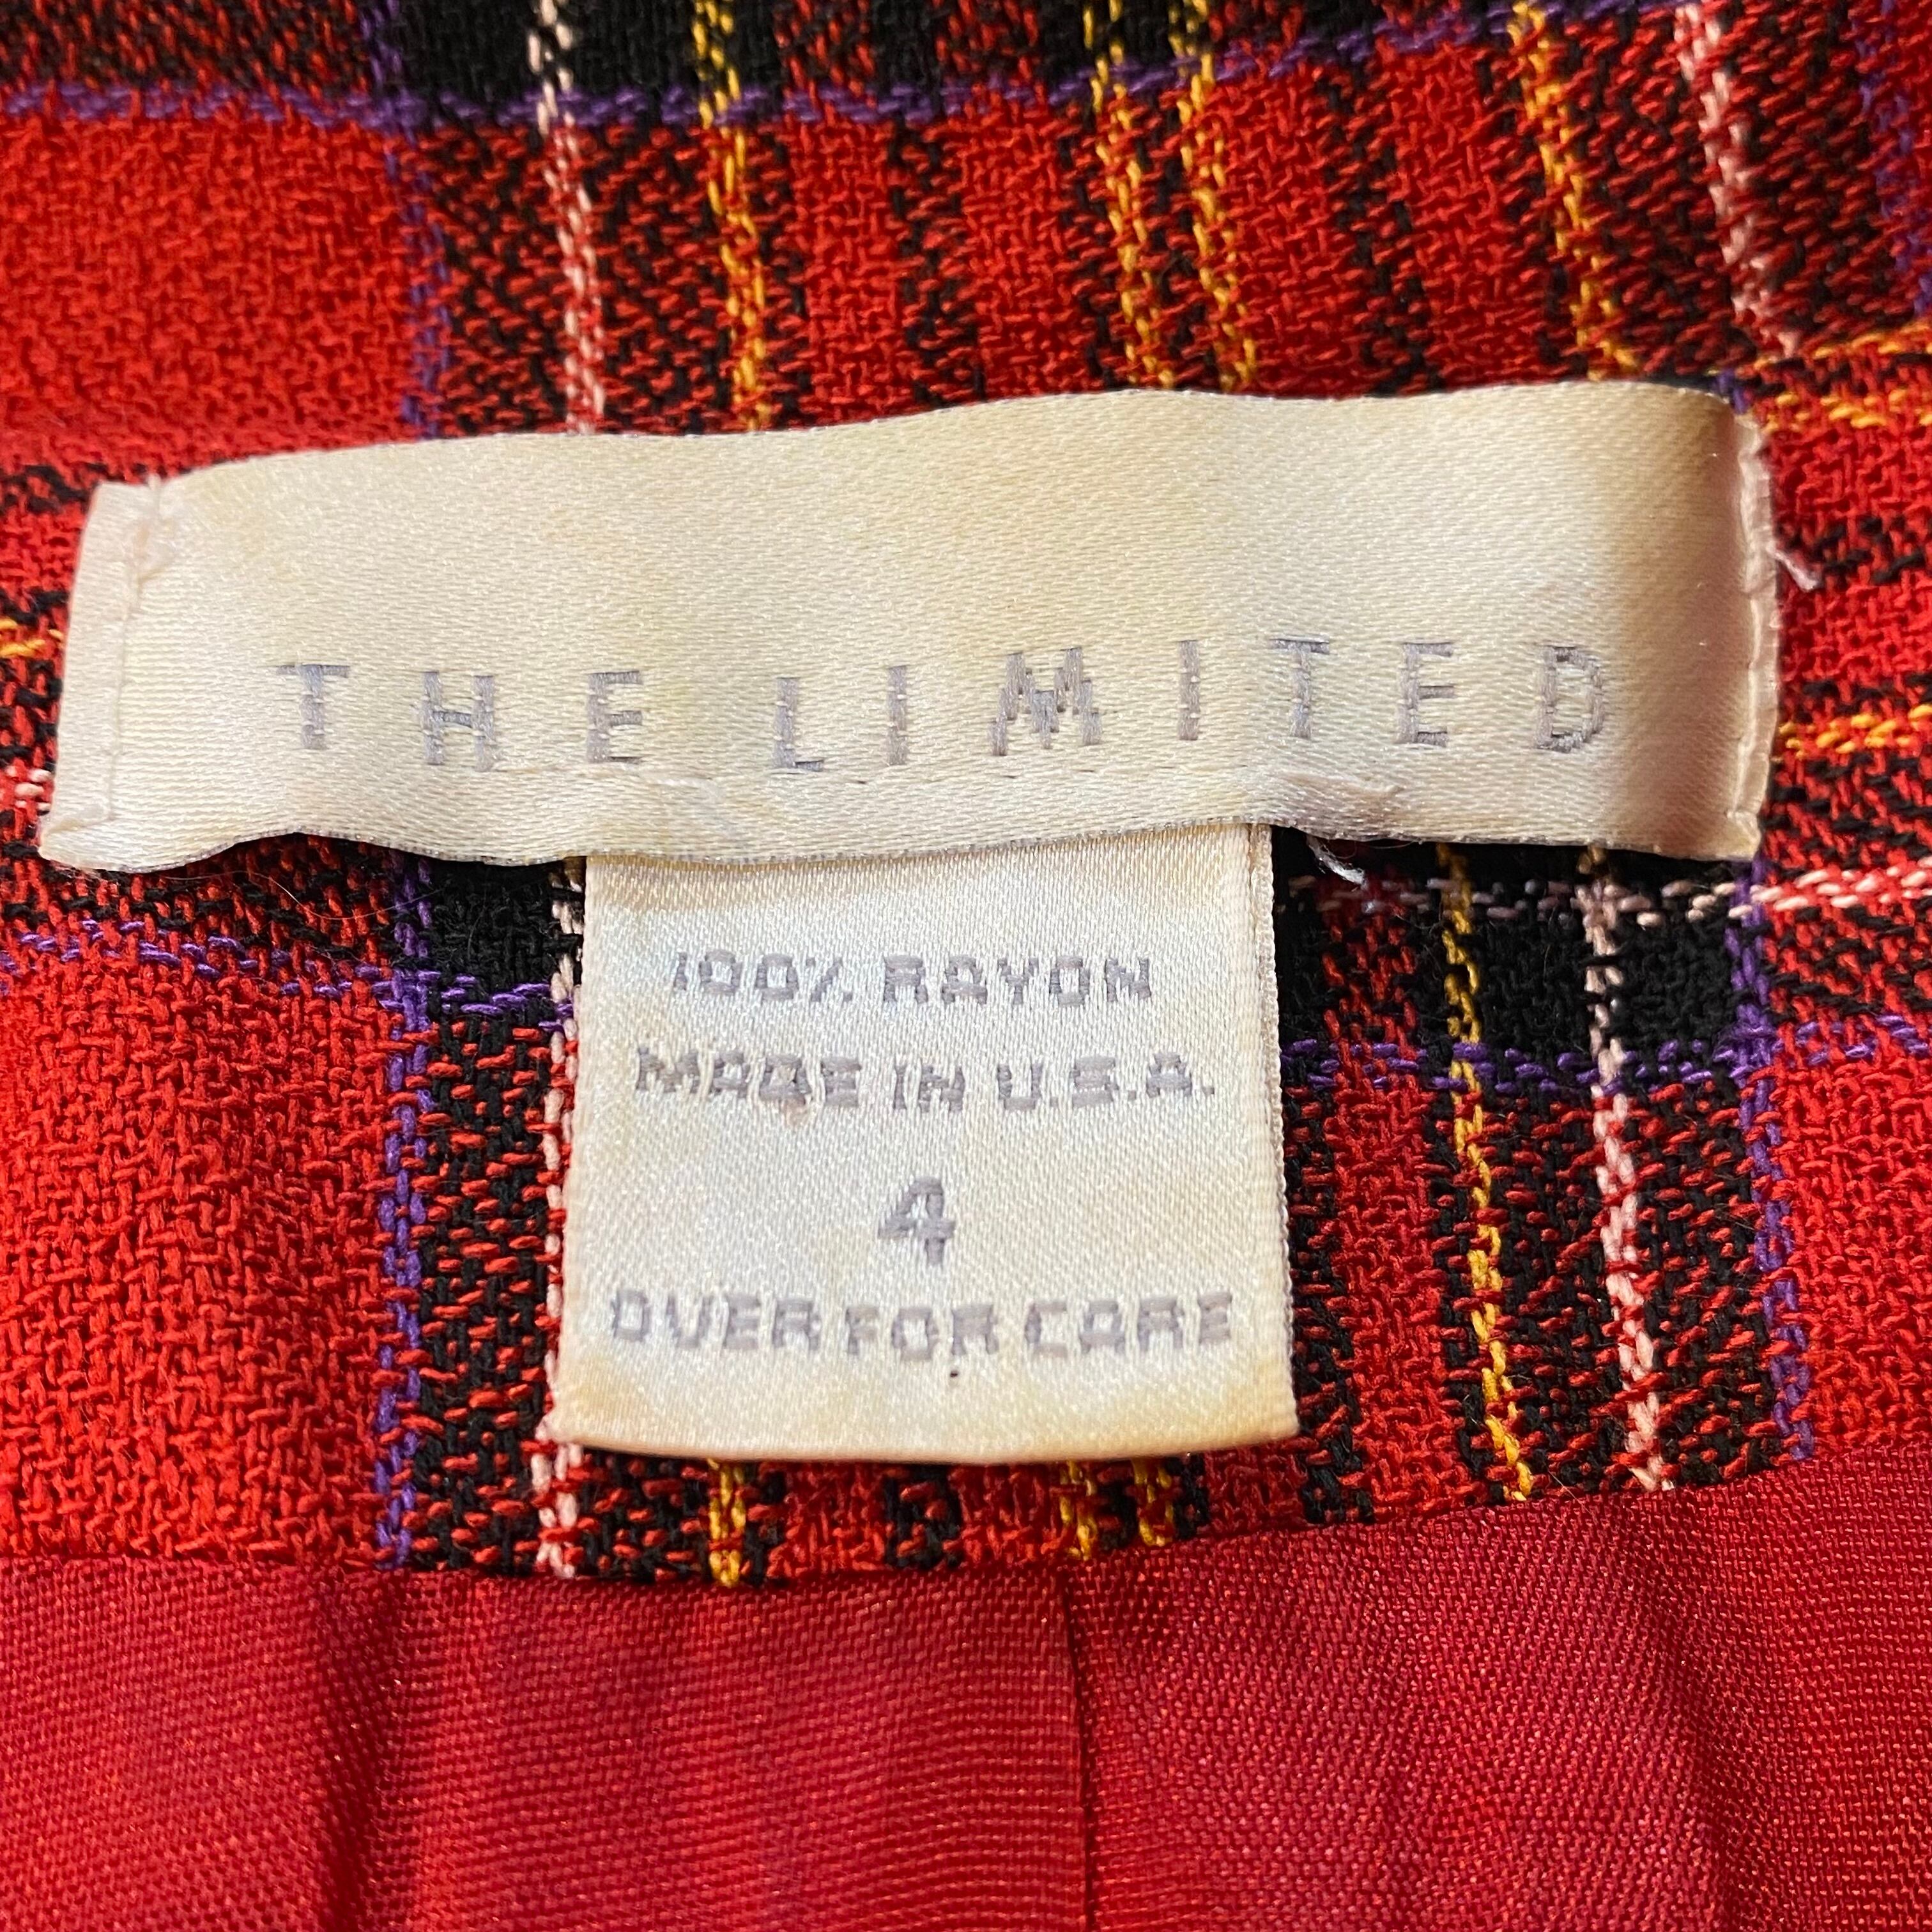 THE LIMITED
100% RAYON
MADE IN U.S.A.
4
OVER FOR CARE